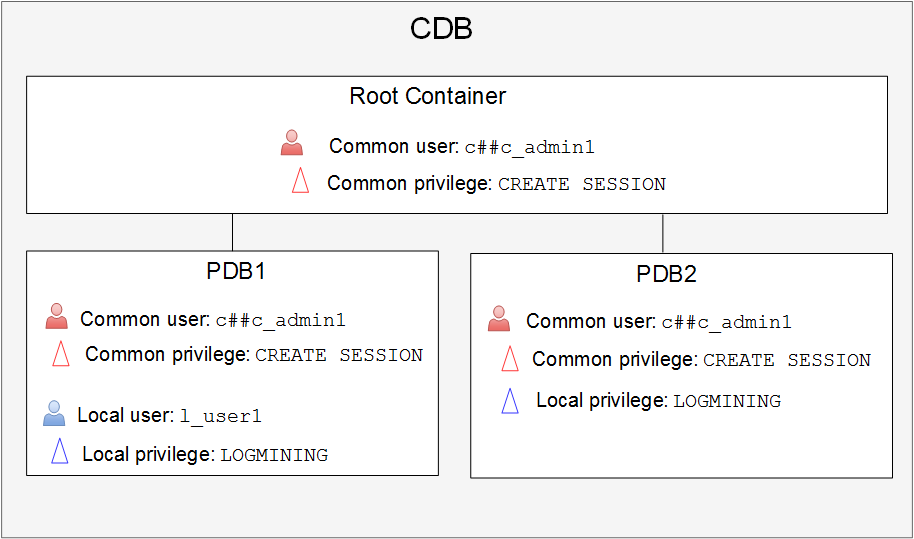 CDB
Root Container
Common user: c##c_admin1
Common privilege: CREATE SESSION
PDB1
Common user: c##c_admin1
Common privilege: CREATE SESSION
Local user: l_user1
Local privilege: LOGMINING
PDB2
Common user: c##c_admin1
Common privilege: CREATE SESSION
Local privilege: LOGMINING